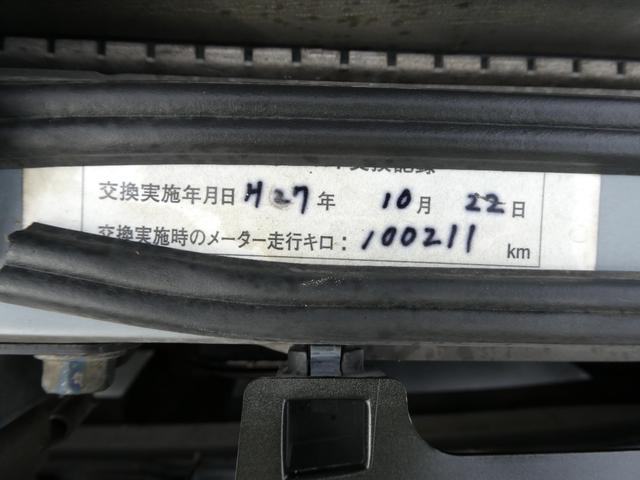 交換実施年月日 H27年 10月 22日
交換実施時のメーター走行キロ：100211 km